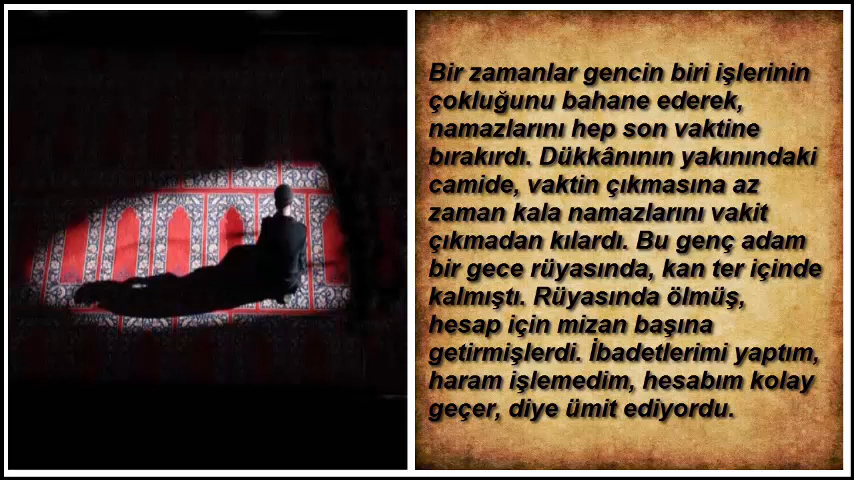 Bir zamanlar gencin biri işlerinin
çokluğunu bahane ederek,
namazlarını hep son vaktine
bırakırdı. Dükkânının yakınındaki
camide, vaktin çıkmasına az
zaman kala namazlarını vakit
çıkmadan kılardı. Bu genç adam
bir gece rüyasında, kan ter içinde
kalmıştı. Rüyasında ölmüş,
hesap için mizan başına
getirmişlerdi. İbadetlerimi yaptım,
haram işlemedim, hesabım kolay
geçer, diye ümit ediyordu.